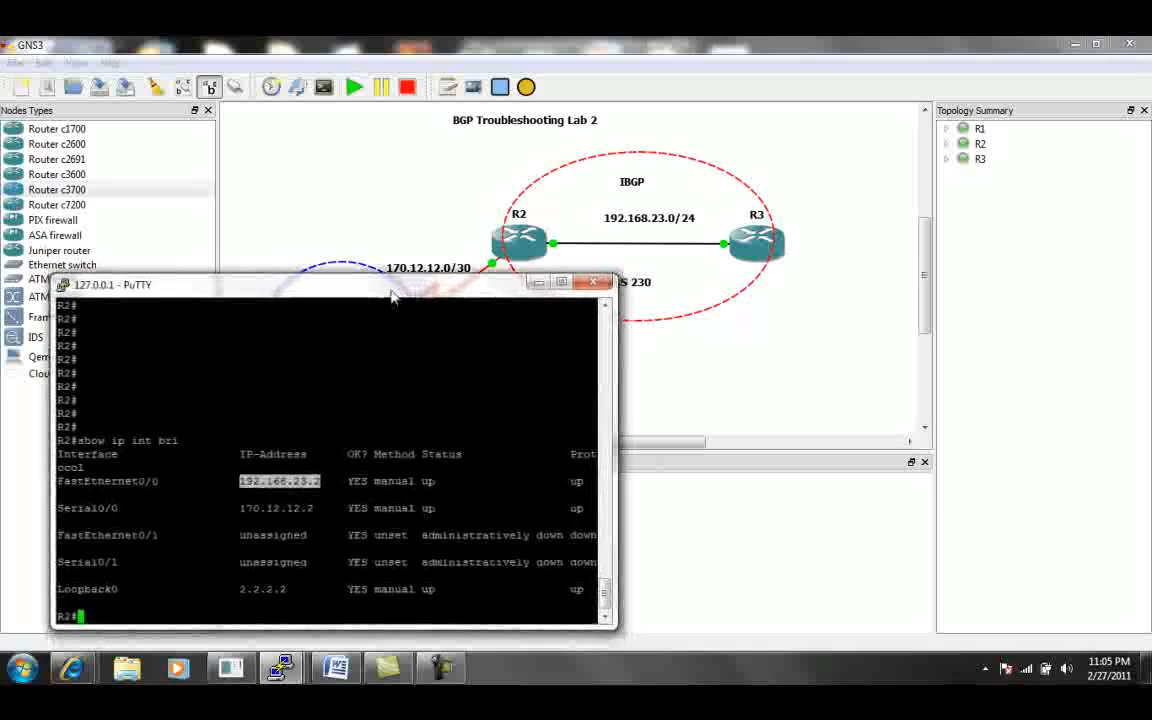 GNS3
Nodes Types
Router c1700
Router c2600
Router c2691
Router c3600
Router c3700
Router c7200
PIX firewall
ASA firewall
Juniper router
Ethernet switch
ATM
ATM
Fram
IDS
Qem
Clou
BGP Troubleshooting Lab 2
IBGP
R2
192.168.23.0/24
R3
170.12.12.0/30
S 230
Topology Summary
R1
R2
R3
127.0.0.1 - PuTTY
R2#
R2#
R2#
R2#
R2#
R2#
R2#
R2#
R2#
R2#
R2#show ip int bri
Interface IP-Address OK? Method Status Prot
ocol
FastEthernet0/0 192.168.23.2 YES manual up up
Serial0/0 170.12.12.2 YES manual up up
FastEthernet0/1 unassigned YES unset administratively down down
Serial0/1 unassigned YES unset administratively down down
Loopback0 2.2.2.2 YES manual up up
R2#
11:05 PM
2/27/2011